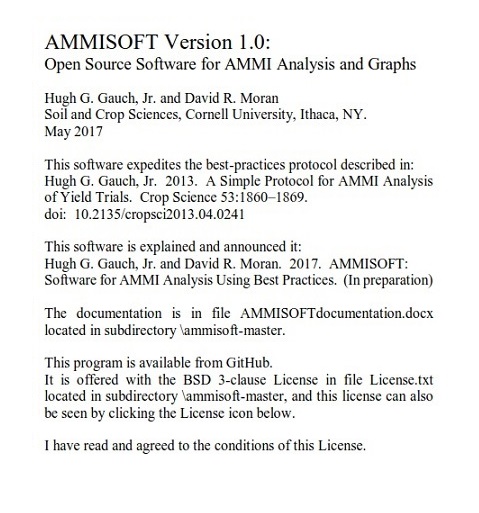 AMMISOFT Version 1.0:
Open Source Software for AMMI Analysis and Graphs
Hugh G. Gauch, Jr. and David R. Moran
Soil and Crop Sciences, Cornell University, Ithaca, NY.
May 2017
This software expedites the best-practices protocol described in:
Hugh G. Gauch, Jr. 2013. A Simple Protocol for AMMI Analysis
of Yield Trials. Crop Science 53:1860–1869.
doi: 10.2135/cropsci2013.04.0241
This software is explained and announced it:
Hugh G. Gauch, Jr. and David R. Moran. 2017. AMMISOFT:
Software for AMMI Analysis Using Best Practices. (In preparation)
The documentation is in file AMMISOFTdocumentation.docx
located in subdirectory \ammisoft-master.
This program is available from GitHub.
It is offered with the BSD 3-clause License in file License.txt
located in subdirectory \ammisoft-master, and this license can also
be seen by clicking the License icon below.
I have read and agreed to the conditions of this License.